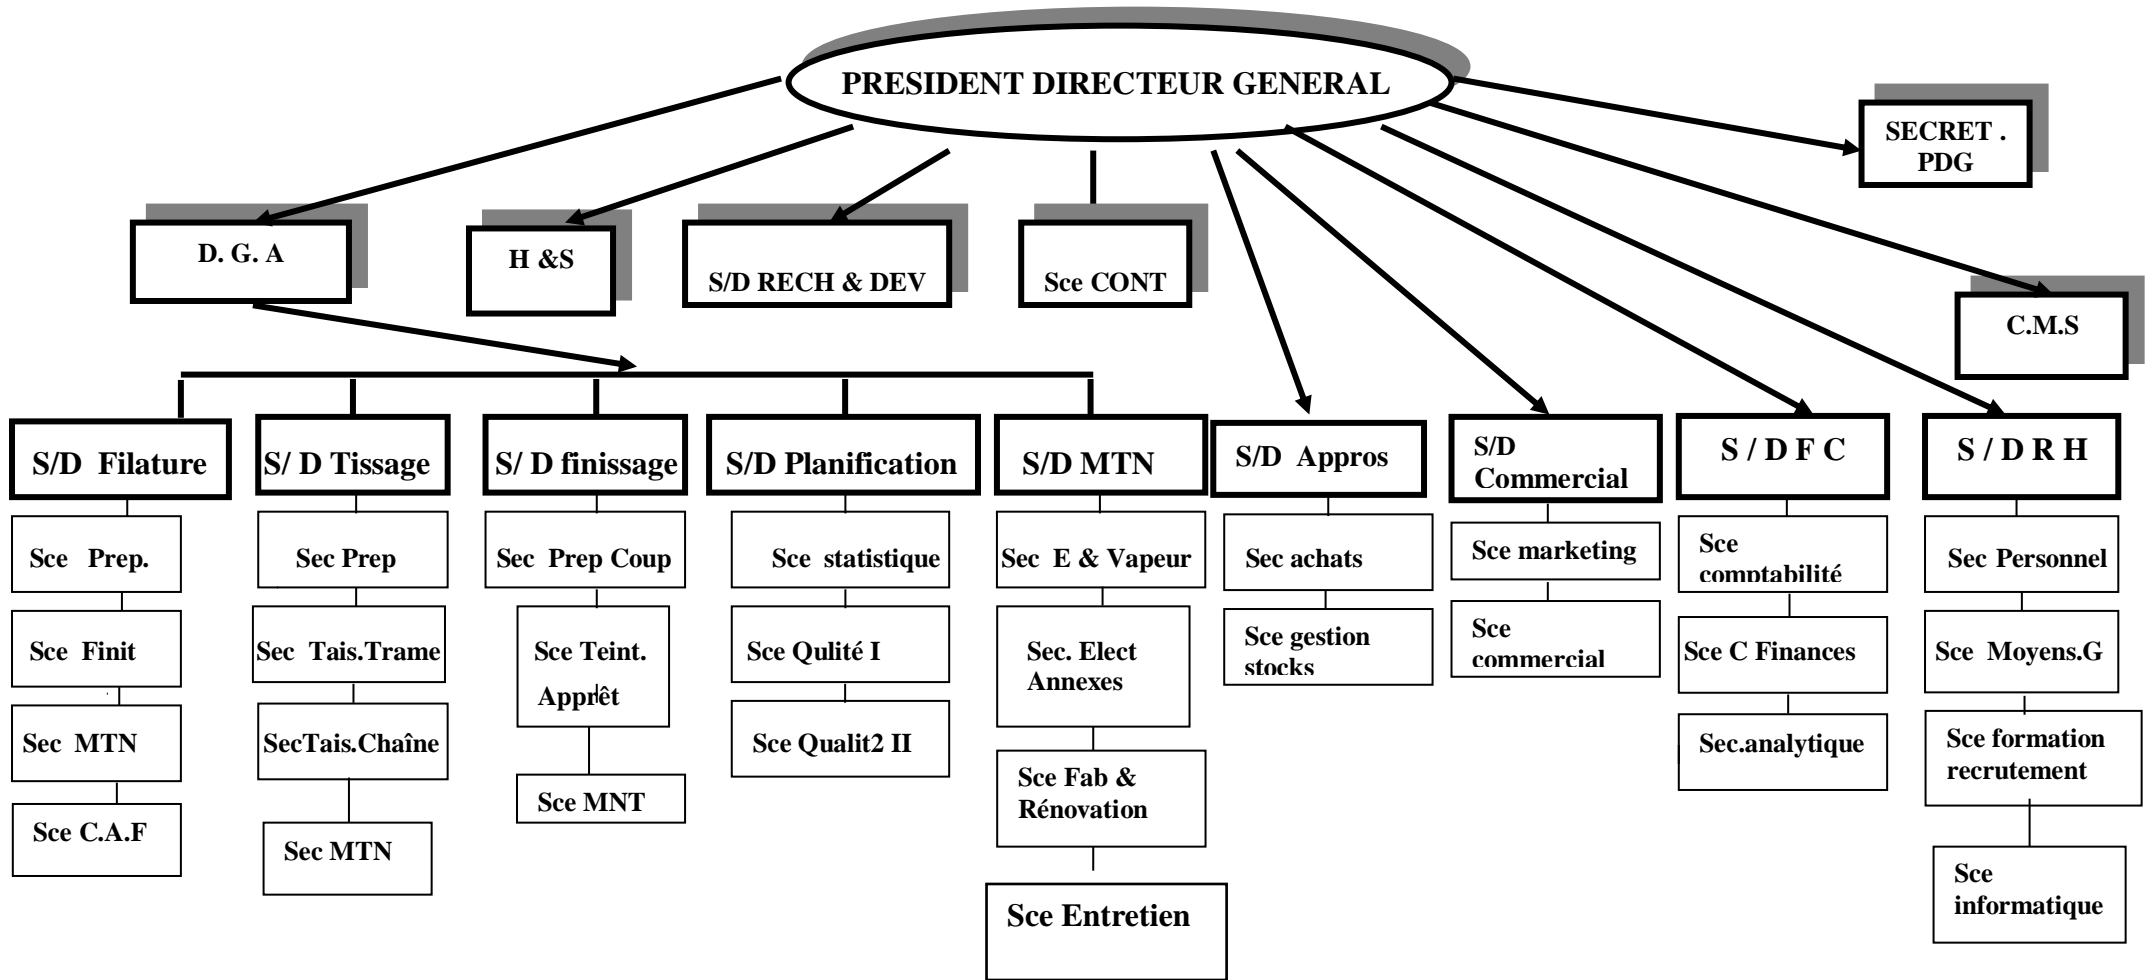 PRESIDENT DIRECTEUR GENERAL
SECRET .
PDG
D. G. A
H &S
S/D RECH & DEV
Sce CONT
C.M.S
S/D Filature
S/ D Tissage
S/ D finissage
S/D Planification
S/D MTN
S/D Appros
S/D
Commercial
S / D F C
S / D R H
Sce Prep.
Sec Prep
Sec Prep Coup
Sce statistique
Sec E & Vapeur
Sec achats
Sce marketing
Sce
comptabilité
Sec Personnel
Sce Finit
Sec Tais.Trame
Sce Teint.
Apprêt
Sce Qulité I
Sec. Elect
Annexes
Sce gestion
stocks
Sce
commercial
Sce C Finances
Sce Moyens.G
Sec MTN
SecTais.Chaîne
Sce MNT
Sce Qualit2 II
Sce Fab &
Rénovation
Sec.analytique
Sce formation
recrutement
Sce C.A.F
Sec MTN
Sce Entretien
Sce
informatique